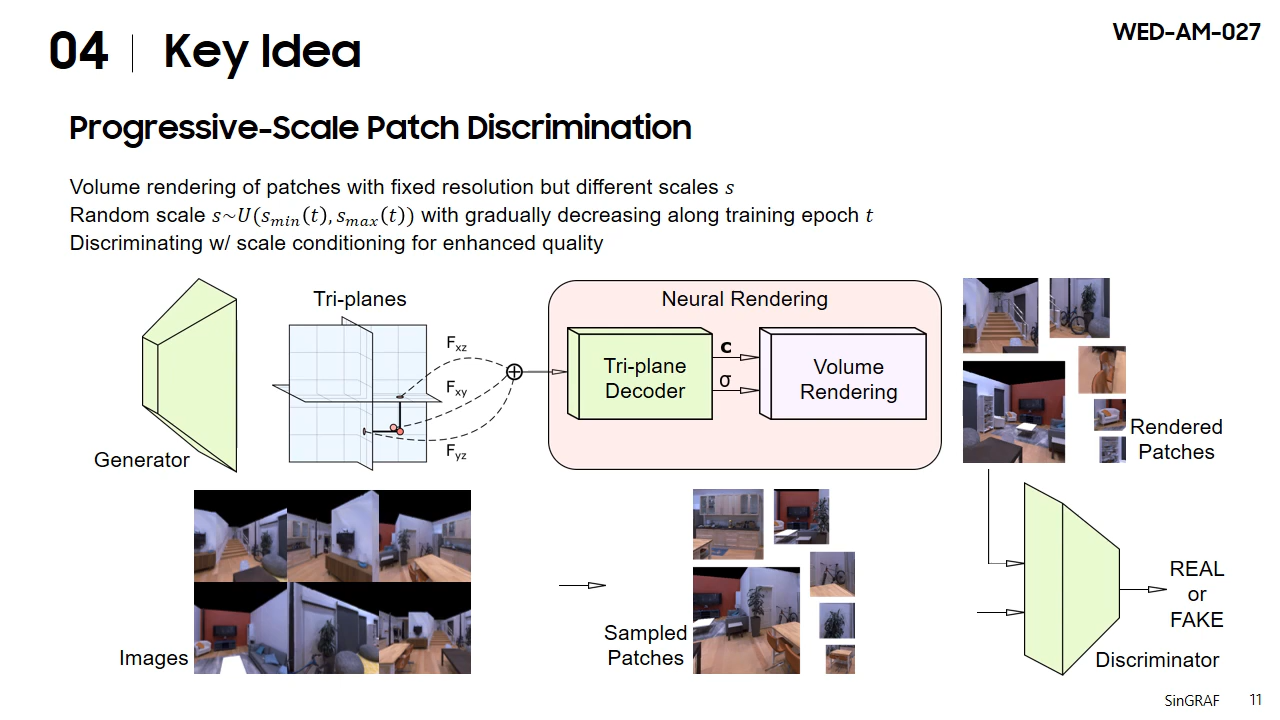 04 | Key Idea
WED-AM-027
Progressive-Scale Patch Discrimination
Volume rendering of patches with fixed resolution but different scales s
Random scale s~U(s_min(t), s_max(t)) with gradually decreasing along training epoch t
Discriminating w/ scale conditioning for enhanced quality
Generator
Tri-planes
F_xz
F_xy
F_yz
Neural Rendering
Tri-plane
Decoder
c
σ
Volume
Rendering
Rendered
Patches
Images
Sampled
Patches
REAL
or
FAKE
Discriminator
SinGRAF 11